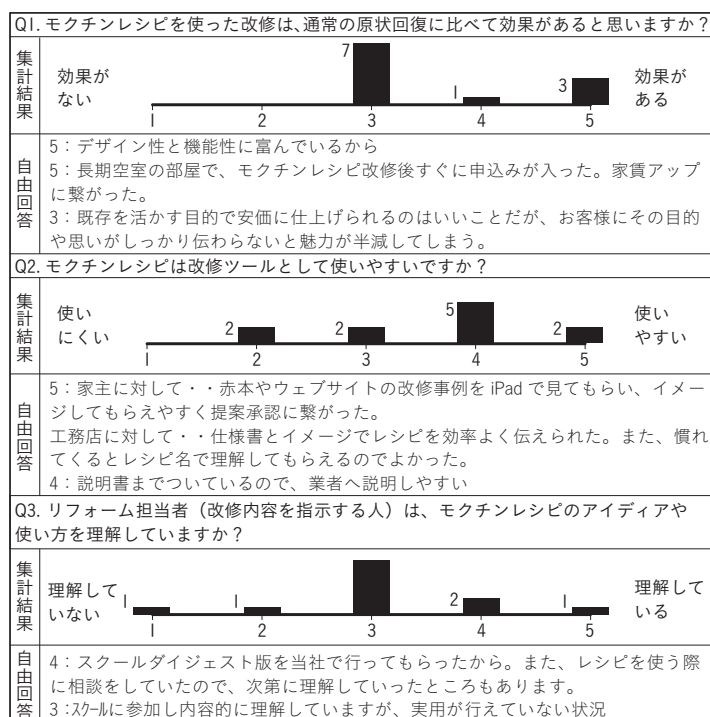 Q1. モクチンレシピを使った改修は、通常の原状回復に比べて効果があると思いますか？
集計結果
効果が
ない
7
1
3
効果が
ある
1 2 3 4 5
自由回答
5：デザイン性と機能性に富んでいるから
5：長期空室の部屋で、モクチンレシピ改修後すぐに申込みが入った。家賃アップ
に繋がった。
3：既存を活かす目的で安価に仕上げられるのはいいことだが、お客様にその目的
や思いがしっかり伝わらないと魅力が半減してしまう。
Q2. モクチンレシピは改修ツールとして使いやすいですか？
集計結果
使い
にくい
2
2
5
2
使い
やすい
1 2 3 4 5
自由回答
5：家主に対して・・赤本やウェブサイトの改修事例を iPad で見てもらい、イメー
ジしてもらえやすく提案承認に繋がった。
工務店に対して・・仕様書とイメージでレシピを効率よく伝えられた。また、慣れ
てくるとレシピ名で理解してもらえるのでよかった。
4：説明書までついているので、業者へ説明しやすい
Q3. リフォーム担当者（改修内容を指示する人）は、モクチンレシピのアイディアや
使い方を理解していますか？
集計結果
理解して
いない
1
1
2
1
理解して
いる
1 2 3 4 5
自由回答
4：スクールダイジェスト版を当社で行ってもらったから。また、レシピを使う際
に相談をしていたので、次第に理解していったところもあります。
3：スクールに参加し内容的に理解していますが、実用が行えていない状況